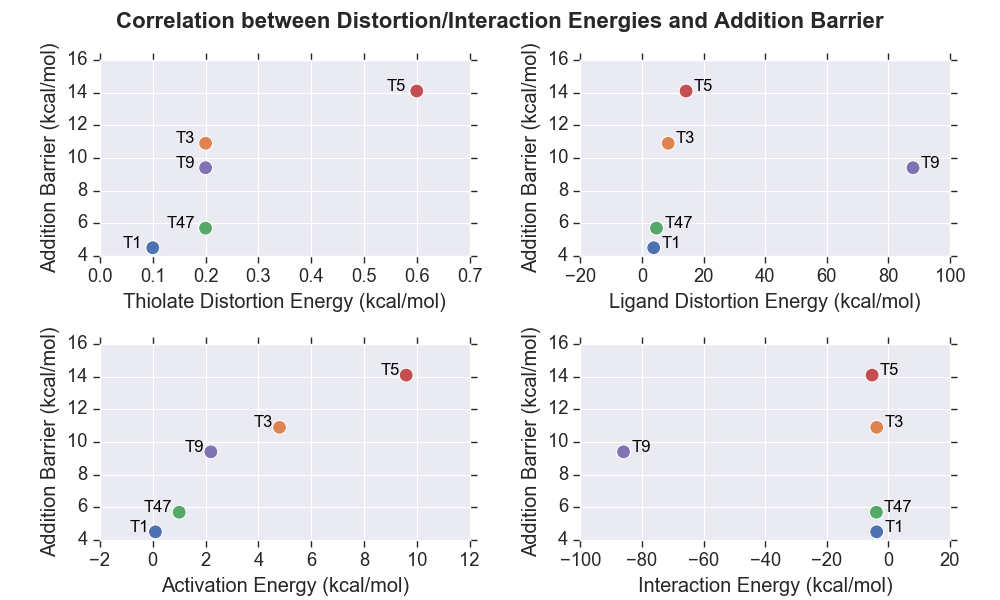 Correlation between Distortion/Interaction Energies and Addition Barrier
Addition Barrier (kcal/mol)
16
14
12
10
8
6
4
T5
T3
T9
T47
T1
0.0 0.1 0.2 0.3 0.4 0.5 0.6 0.7
Thiolate Distortion Energy (kcal/mol)
Addition Barrier (kcal/mol)
16
14
12
10
8
6
4
T5
T3
T9
T47
T1
−20 0 20 40 60 80 100
Ligand Distortion Energy (kcal/mol)
Addition Barrier (kcal/mol)
16
14
12
10
8
6
4
T5
T3
T9
T47
T1
−2 0 2 4 6 8 10 12
Activation Energy (kcal/mol)
Addition Barrier (kcal/mol)
16
14
12
10
8
6
4
T5
T3
T9
T47
T1
−100 −80 −60 −40 −20 0 20
Interaction Energy (kcal/mol)